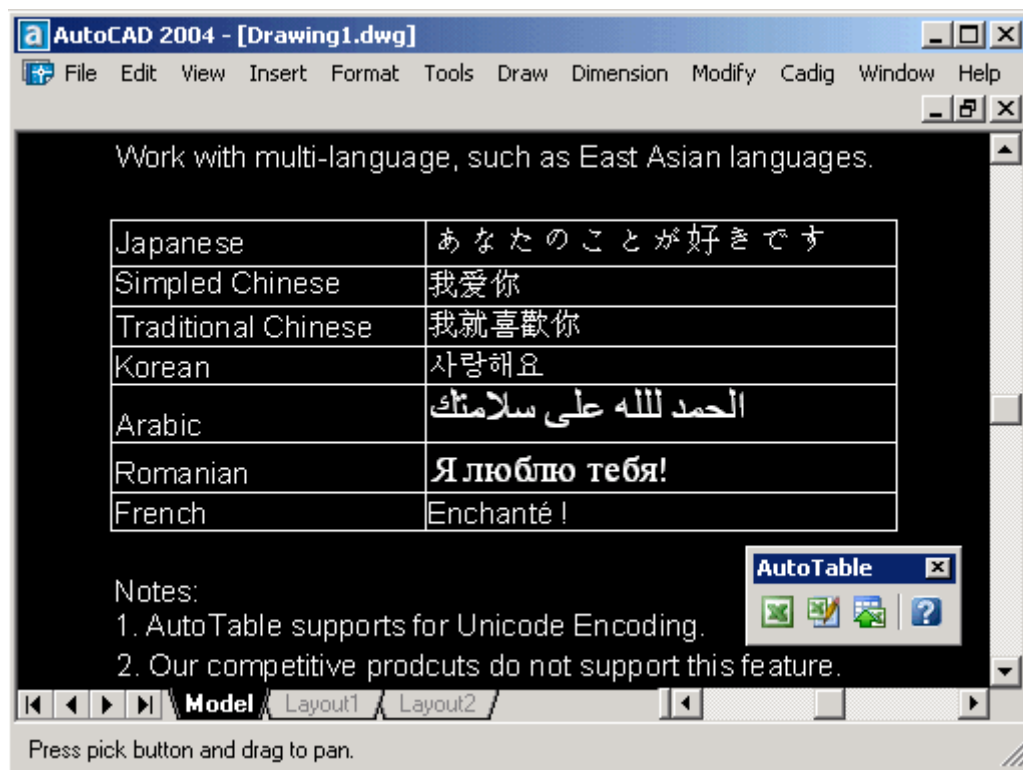 AutoCAD 2004 - [Drawing1.dwg]
File Edit View Insert Format Tools Draw Dimension Modify Cadig Window Help
Work with multi-language, such as East Asian languages.
Japanese あなたのことが好きです
Simpled Chinese 我爱你
Traditional Chinese 我就喜歡你
Korean 사랑해요
Arabic الحمد لللّه على سلامتك
Romanian Я люблю тебя!
French Enchanté !
AutoTable
Notes:
1. AutoTable supports for Unicode Encoding.
2. Our competitive prodcuts do not support this feature.
Model Layout1 Layout2
Press pick button and drag to pan.